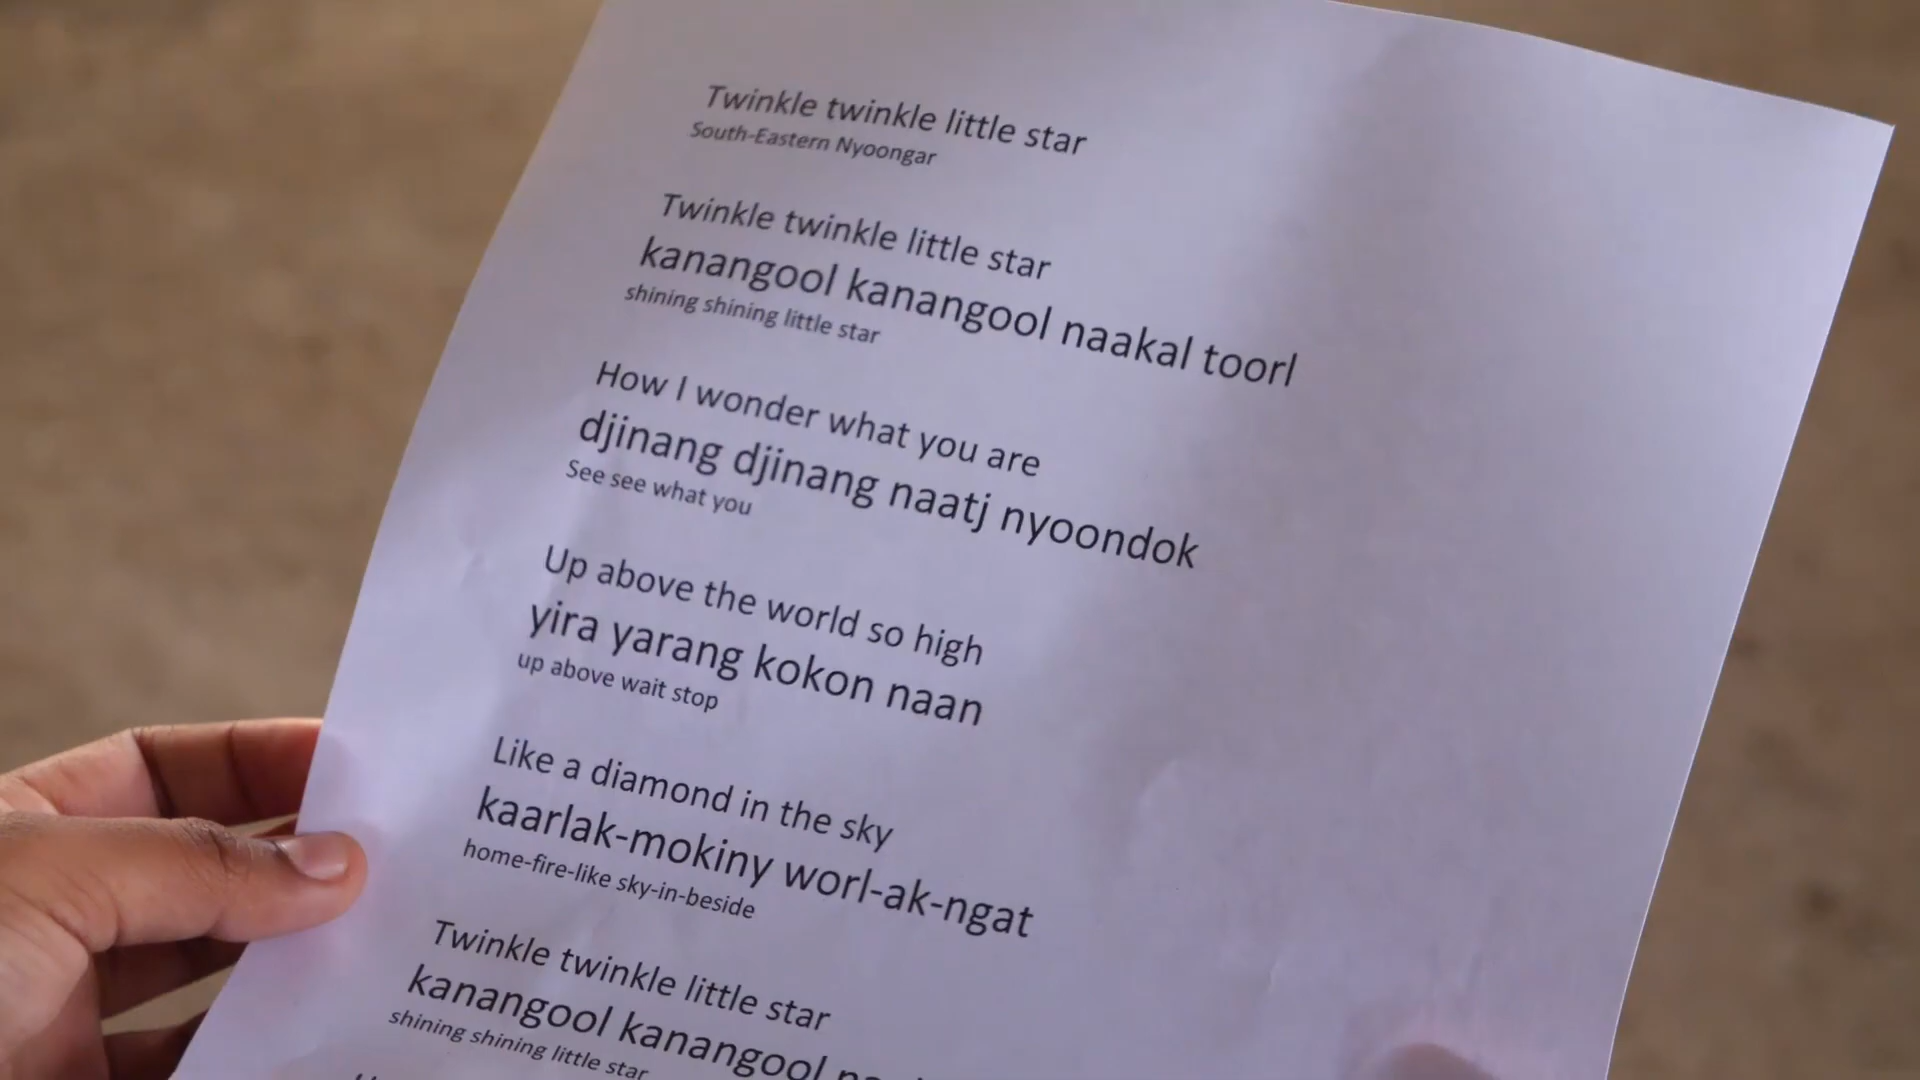 Twinkle twinkle little star
South-Eastern Nyoongar
Twinkle twinkle little star
kanangool kanangool naakal toorl
shining shining little star
How I wonder what you are
djinang djinang naatj nyoondok
See see what you
Up above the world so high
yira yarang kokon naan
up above wait stop
Like a diamond in the sky
kaarlak-mokiny worl-ak-ngat
home-fire-like sky-in-beside
Twinkle twinkle little star
kanangool kanangool
shining shining little star